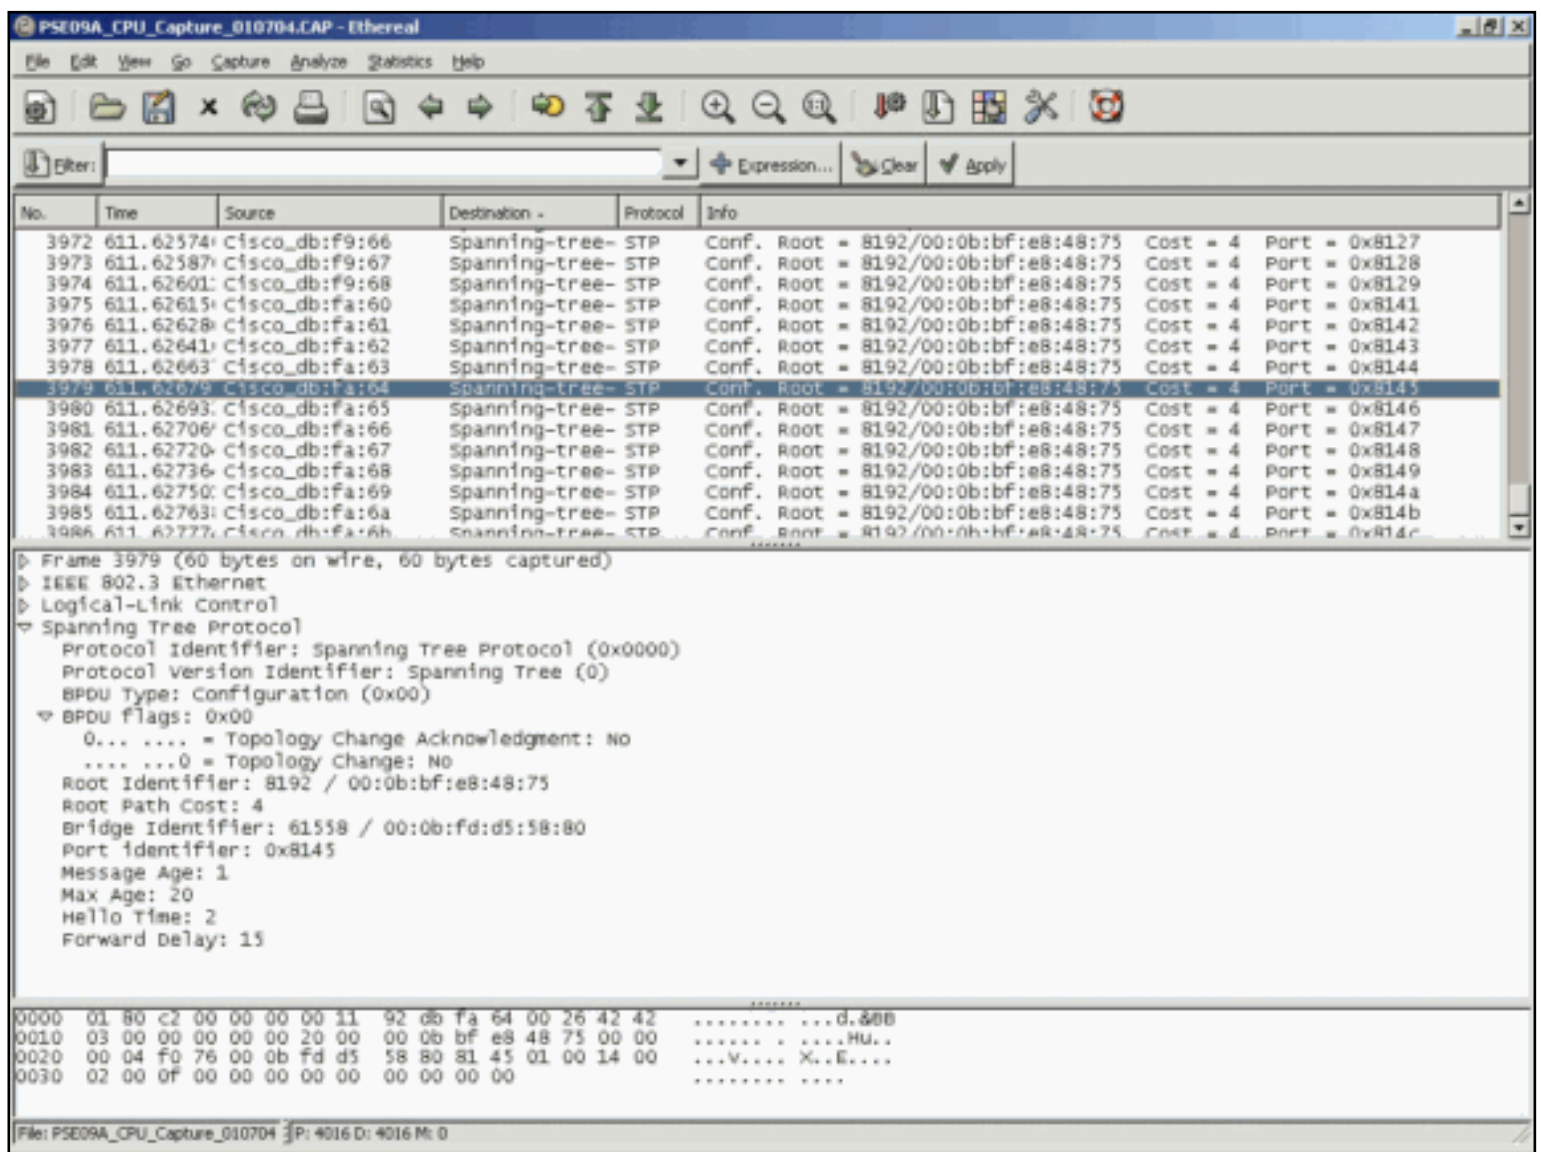 PSE09A_CPU_Capture_010704.CAP - Ethereal
File Edit View Go Capture Analyze Statistics Help
Filter: Expression... Clear Apply
No. Time Source Destination Protocol Info
3972 611.62574 Cisco_db:f9:66 Spanning-tree- STP Conf. Root = 8192/00:0b:bf:e8:48:75 Cost = 4 Port = 0x8127
3973 611.62587 Cisco_db:f9:67 Spanning-tree- STP Conf. Root = 8192/00:0b:bf:e8:48:75 Cost = 4 Port = 0x8128
3974 611.62601 Cisco_db:f9:68 Spanning-tree- STP Conf. Root = 8192/00:0b:bf:e8:48:75 Cost = 4 Port = 0x8129
3975 611.62615 Cisco_db:fa:60 Spanning-tree- STP Conf. Root = 8192/00:0b:bf:e8:48:75 Cost = 4 Port = 0x8141
3976 611.62628 Cisco_db:fa:61 Spanning-tree- STP Conf. Root = 8192/00:0b:bf:e8:48:75 Cost = 4 Port = 0x8142
3977 611.62641 Cisco_db:fa:62 Spanning-tree- STP Conf. Root = 8192/00:0b:bf:e8:48:75 Cost = 4 Port = 0x8143
3978 611.62663 Cisco_db:fa:63 Spanning-tree- STP Conf. Root = 8192/00:0b:bf:e8:48:75 Cost = 4 Port = 0x8144
3979 611.62679 Cisco_db:fa:64 Spanning-tree- STP Conf. Root = 8192/00:0b:bf:e8:48:75 Cost = 4 Port = 0x8145
3980 611.62693 Cisco_db:fa:65 Spanning-tree- STP Conf. Root = 8192/00:0b:bf:e8:48:75 Cost = 4 Port = 0x8146
3981 611.62706 Cisco_db:fa:66 Spanning-tree- STP Conf. Root = 8192/00:0b:bf:e8:48:75 Cost = 4 Port = 0x8147
3982 611.62720 Cisco_db:fa:67 Spanning-tree- STP Conf. Root = 8192/00:0b:bf:e8:48:75 Cost = 4 Port = 0x8148
3983 611.62736 Cisco_db:fa:68 Spanning-tree- STP Conf. Root = 8192/00:0b:bf:e8:48:75 Cost = 4 Port = 0x8149
3984 611.62750 Cisco_db:fa:69 Spanning-tree- STP Conf. Root = 8192/00:0b:bf:e8:48:75 Cost = 4 Port = 0x814a
3985 611.62763 Cisco_db:fa:6a Spanning-tree- STP Conf. Root = 8192/00:0b:bf:e8:48:75 Cost = 4 Port = 0x814b
3986 611.62777 Cisco_db:fa:6b Spanning-tree- STP Conf. Root = 8192/00:0b:bf:e8:48:75 Cost = 4 Port = 0x814c
Frame 3979 (60 bytes on wire, 60 bytes captured)
IEEE 802.3 Ethernet
Logical-Link Control
Spanning Tree Protocol
Protocol Identifier: Spanning Tree Protocol (0x0000)
Protocol Version Identifier: Spanning Tree (0)
BPDU Type: Configuration (0x00)
BPDU flags: 0x00
0... .... = Topology Change Acknowledgment: No
.... ...0 = Topology Change: No
Root Identifier: 8192 / 00:0b:bf:e8:48:75
Root Path Cost: 4
Bridge Identifier: 61558 / 00:0b:fd:d5:58:80
Port identifier: 0x8145
Message Age: 1
Max Age: 20
Hello Time: 2
Forward Delay: 15
0000 01 80 c2 00 00 00 00 11 92 db fa 64 00 26 42 42 ........ ...d.&BB
0010 03 00 00 00 00 00 20 00 00 0b bf e8 48 75 00 00 ...... . ....Hu..
0020 00 04 f0 76 00 0b fd d5 58 80 81 45 01 00 14 00 ...v.... X..E....
0030 02 00 0f 00 00 00 00 00 00 00 00 00 ........ ....
File: PSE09A_CPU_Capture_010704 P: 4016 D: 4016 M: 0